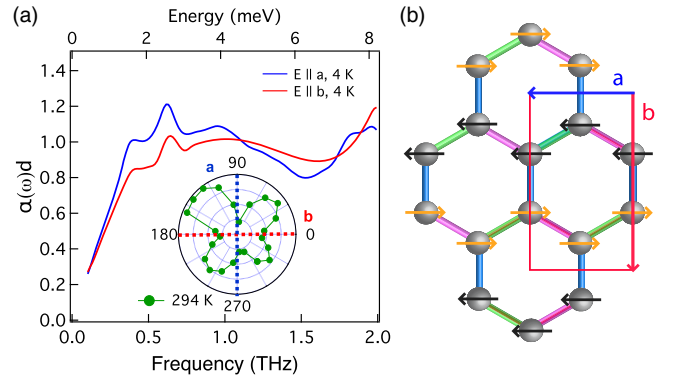 (a)
Energy (meV)
0 2 4 6 8
1.4
1.2
1.0
0.8
0.6
0.4
0.2
0.0
α(ω)d
E || a, 4 K
E || b, 4 K
a
90
b
180
0
270
294 K
0.0 0.5 1.0 1.5 2.0
Frequency (THz)
(b)
a
b